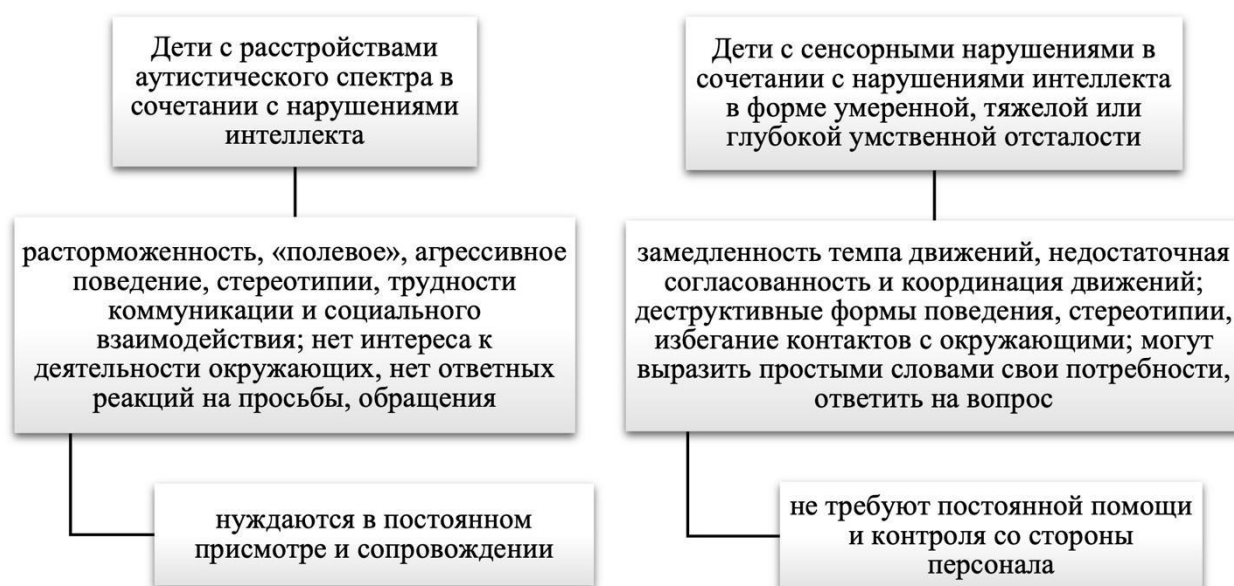 Дети с расстройствами
аутистического спектра в
сочетании с нарушениями
интеллекта
расторможенность, «полевое», агрессивное
поведение, стереотипии, трудности
коммуникации и социального
взаимодействия; нет интереса к
деятельности окружающих, нет ответных
реакций на просьбы, обращения
нуждаются в постоянном
присмотре и сопровождении
Дети с сенсорными нарушениями в
сочетании с нарушениями интеллекта
в форме умеренной, тяжелой или
глубокой умственной отсталости
замедленность темпа движений, недостаточная
согласованность и координация движений;
деструктивные формы поведения, стереотипии,
избегание контактов с окружающими; могут
выразить простыми словами свои потребности,
ответить на вопрос
не требуют постоянной помощи
и контроля со стороны
персонала